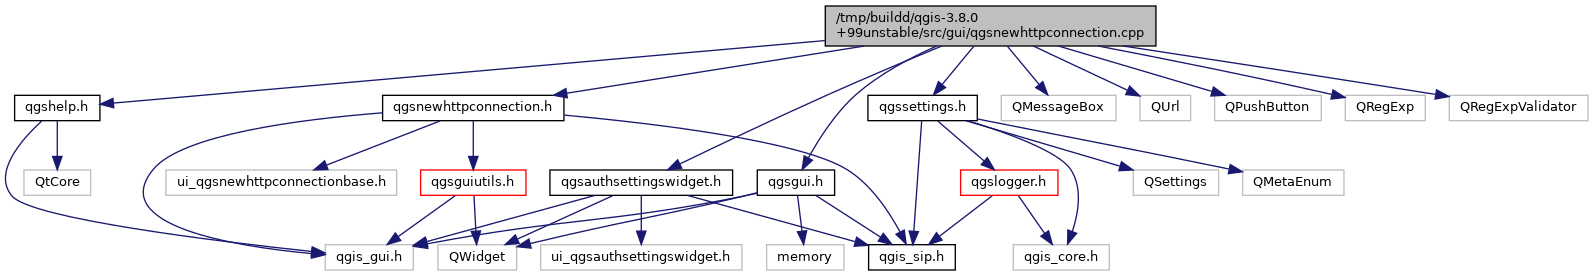 /tmp/buildd/qgis-3.8.0
+99unstable/src/gui/qgsnewhttpconnection.cpp
qgshelp.h
qgsnewhttpconnection.h
qgssettings.h
QMessageBox
QUrl
QPushButton
QRegExp
QRegExpValidator
QtCore
ui_qgsnewhttpconnectionbase.h
qgsguiutils.h
qgsauthsettingswidget.h
qgsgui.h
qgslogger.h
QSettings
QMetaEnum
qgis_gui.h
QWidget
ui_qgsauthsettingswidget.h
memory
qgis_sip.h
qgis_core.h